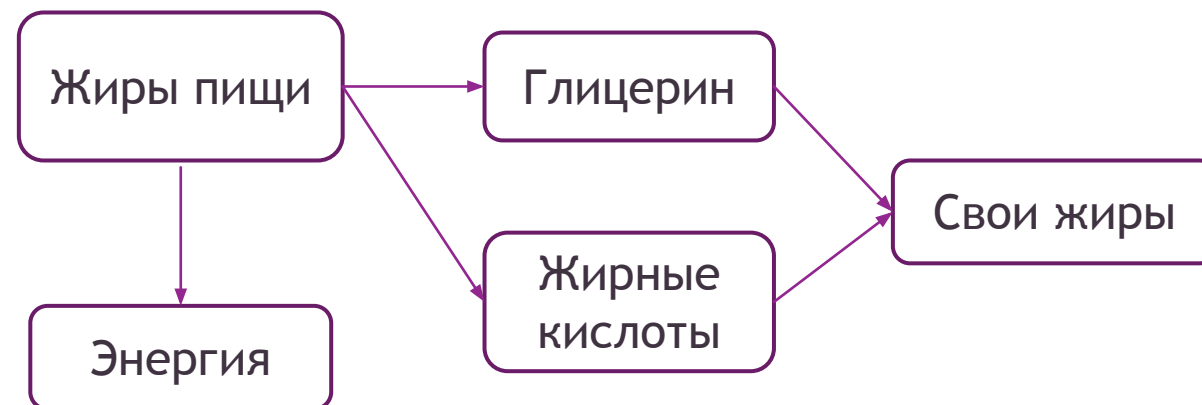 Жиры пищи
Глицерин
Свои жиры
Жирные
кислоты
Энергия